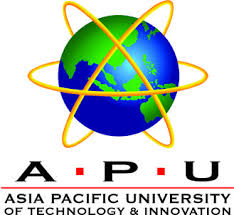 A·P·U
ASIA PACIFIC UNIVERSITY
OF TECHNOLOGY & INNOVATION